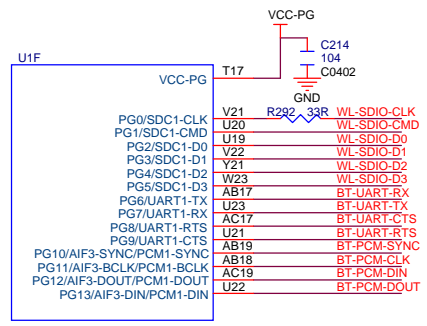 VCC-PG
C214
104
C0402
GND
U1F
VCC-PG T17
PG0/SDC1-CLK V21 R292 33R WL-SDIO-CLK
PG1/SDC1-CMD U20 WL-SDIO-CMD
PG2/SDC1-D0 U19 WL-SDIO-D0
PG3/SDC1-D1 V22 WL-SDIO-D1
PG4/SDC1-D2 Y21 WL-SDIO-D2
PG5/SDC1-D3 W23 WL-SDIO-D3
PG6/UART1-TX AB17 BT-UART-RX
PG7/UART1-RX U23 BT-UART-TX
PG8/UART1-RTS AC17 BT-UART-CTS
PG9/UART1-CTS U21 BT-UART-RTS
PG10/AIF3-SYNC/PCM1-SYNC AB19 BT-PCM-SYNC
PG11/AIF3-BCLK/PCM1-BCLK AB18 BT-PCM-CLK
PG12/AIF3-DOUT/PCM1-DOUT AC19 BT-PCM-DIN
PG13/AIF3-DIN/PCM1-DIN U22 BT-PCM-DOUT